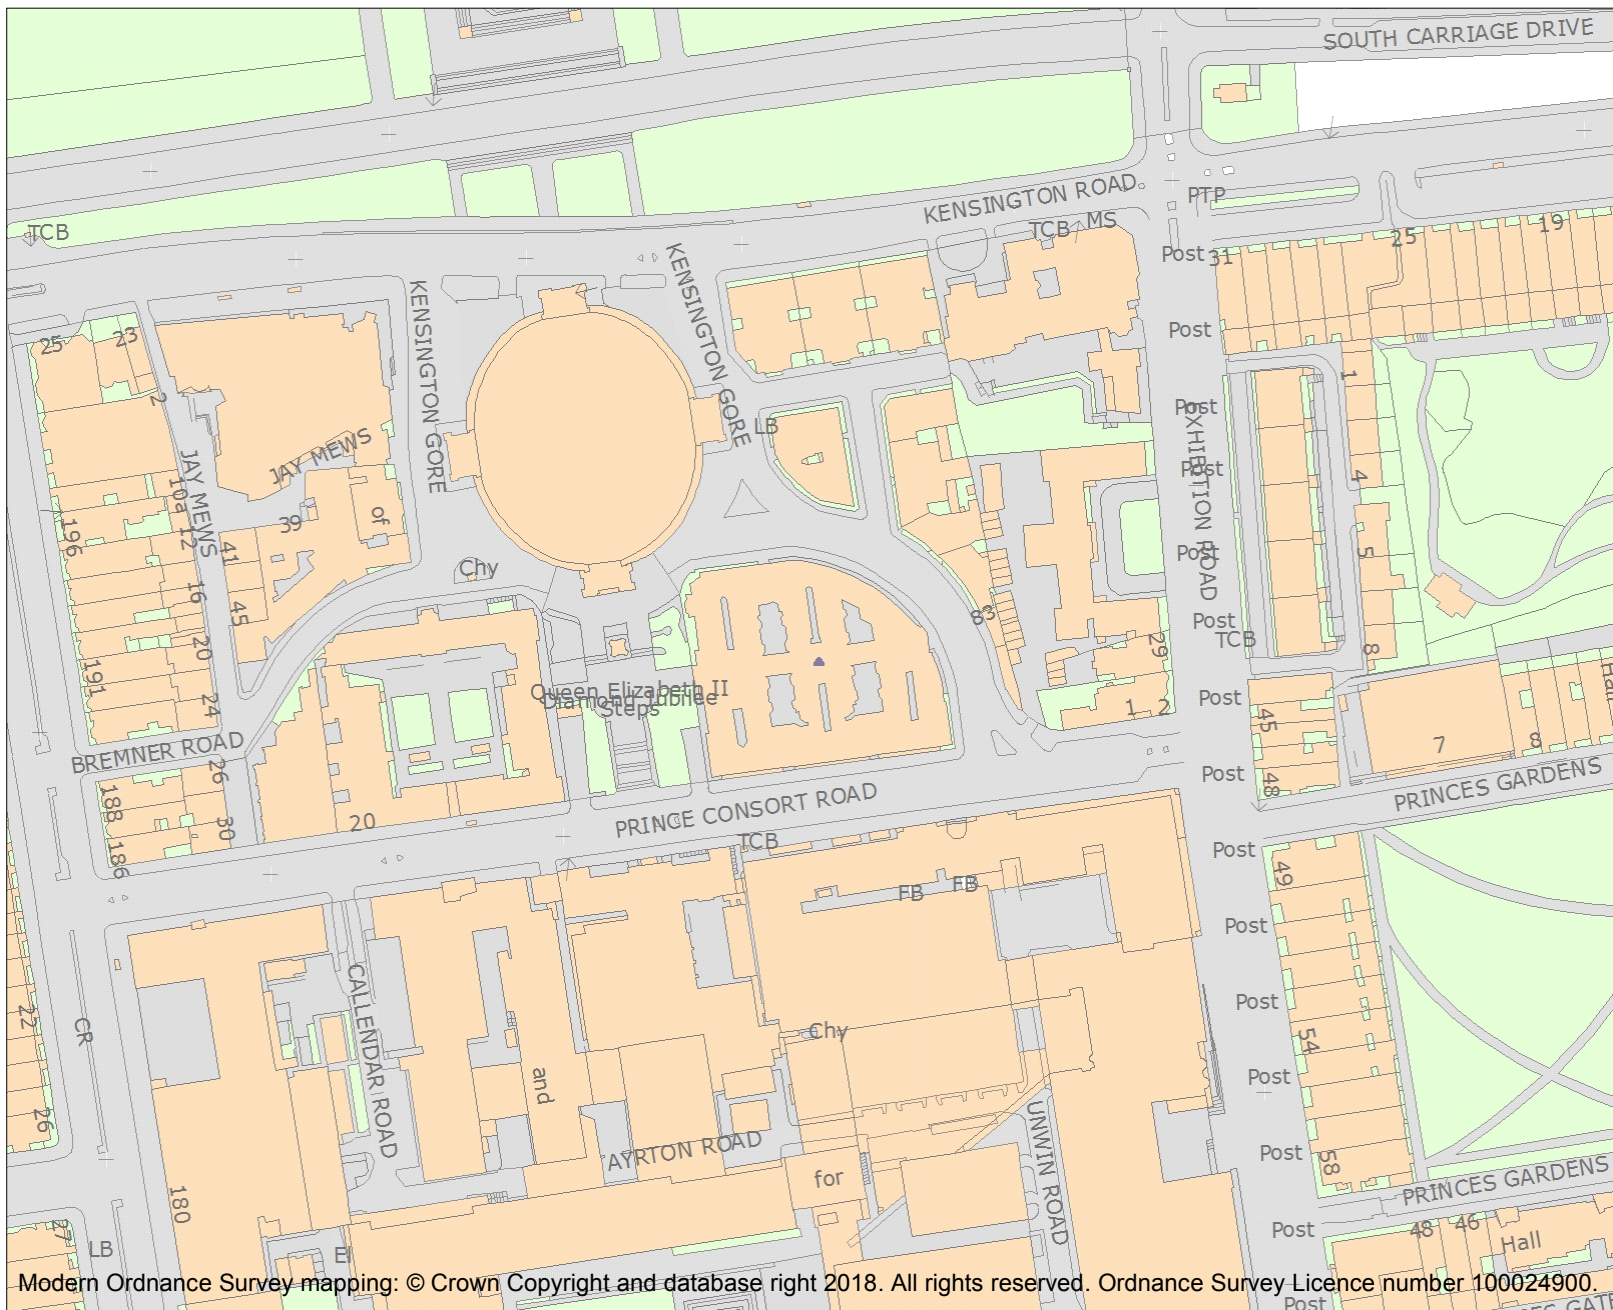 SOUTH CARRIAGE DRIVE
KENSINGTON ROAD
PTP
TCB
TCB
MS
25
19
Post
31
KENSINGTON GORE
KENSINGTON GORE
25
23
Post
2
1
Post
EXHIBITION ROAD
LB
JAY MEWS
JAY MEWS
Post
4
10a
12
196
39
of
41
Post
5
Chy
16
45
83
Post
TCB
20
29
8
191
Queen Elizabeth II
Diamond Jubilee
Steps
24
1
2
Post
45
7
8
BREMNER ROAD
26
Post
48
PRINCES GARDENS
188
30
20
PRINCE CONSORT ROAD
TCB
186
Post
49
FB
FB
Post
CALLENDAR ROAD
22
CR
Chy
Post
54
and
Post
26
UNWIN ROAD
AYRTON ROAD
Post
58
for
PRINCES GARDENS
180
27
LB
El
Post
48
46
Hall
Modern Ordnance Survey mapping: © Crown Copyright and database right 2018. All rights reserved. Ordnance Survey Licence number 100024900.
Post